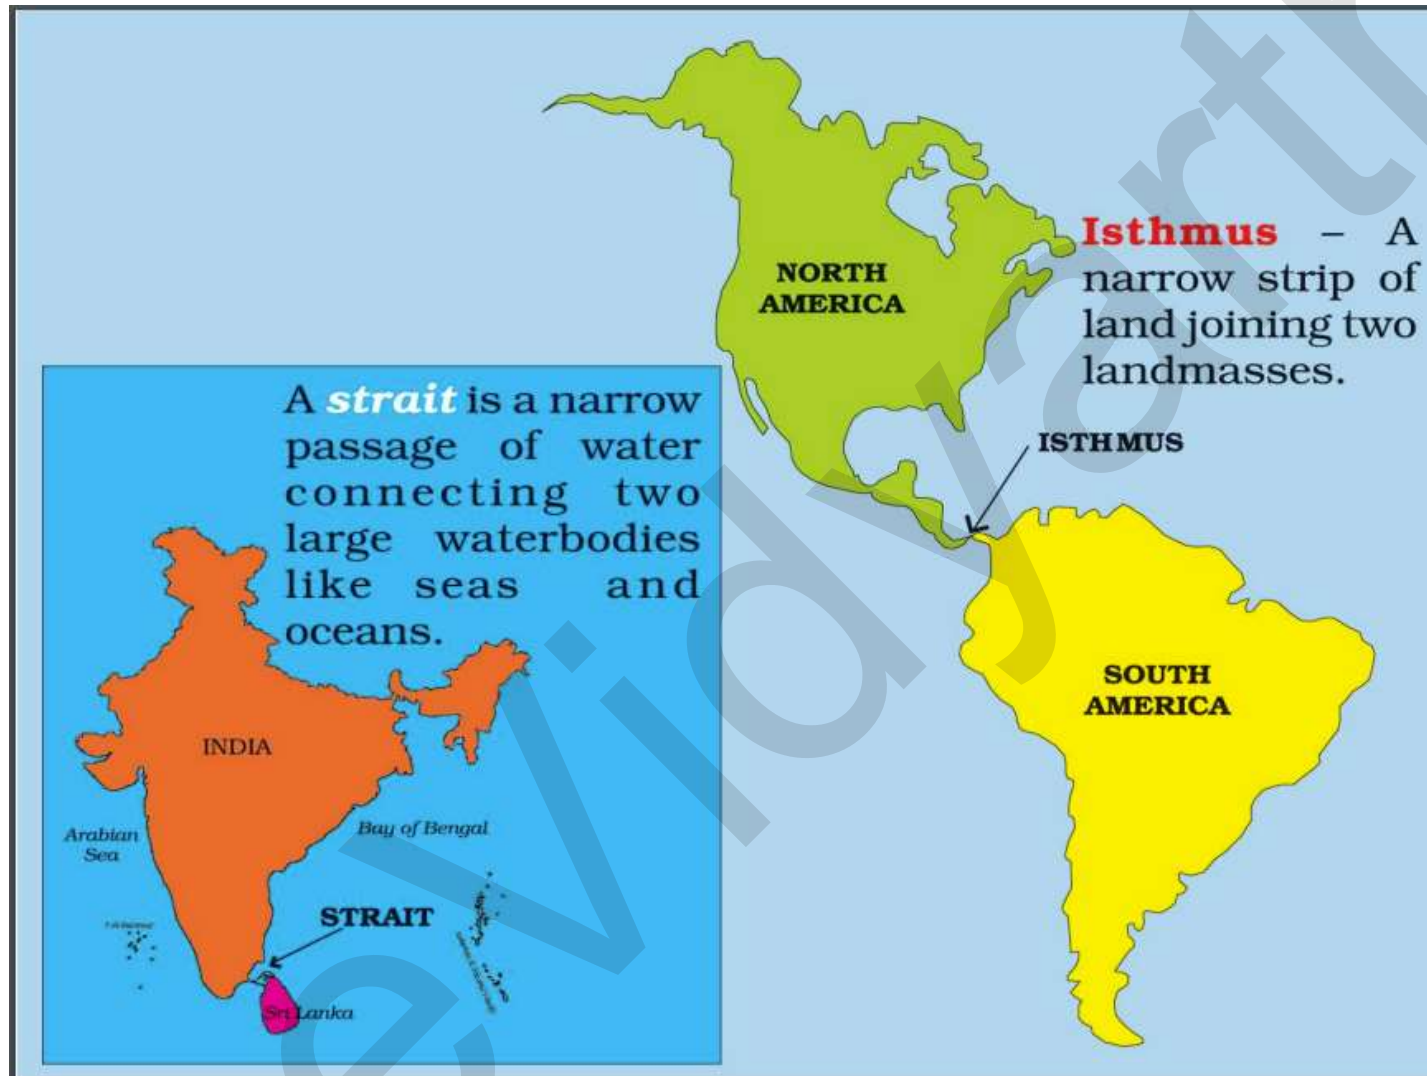 NORTH
AMERICA
Isthmus – A
narrow strip of
land joining two
landmasses.
ISTHMUS
SOUTH
AMERICA
A strait is a narrow
passage of water
connecting two
large waterbodies
like seas and
oceans.
INDIA
Arabian
Sea
Bay of Bengal
STRAIT
Sri Lanka
eVidyarth